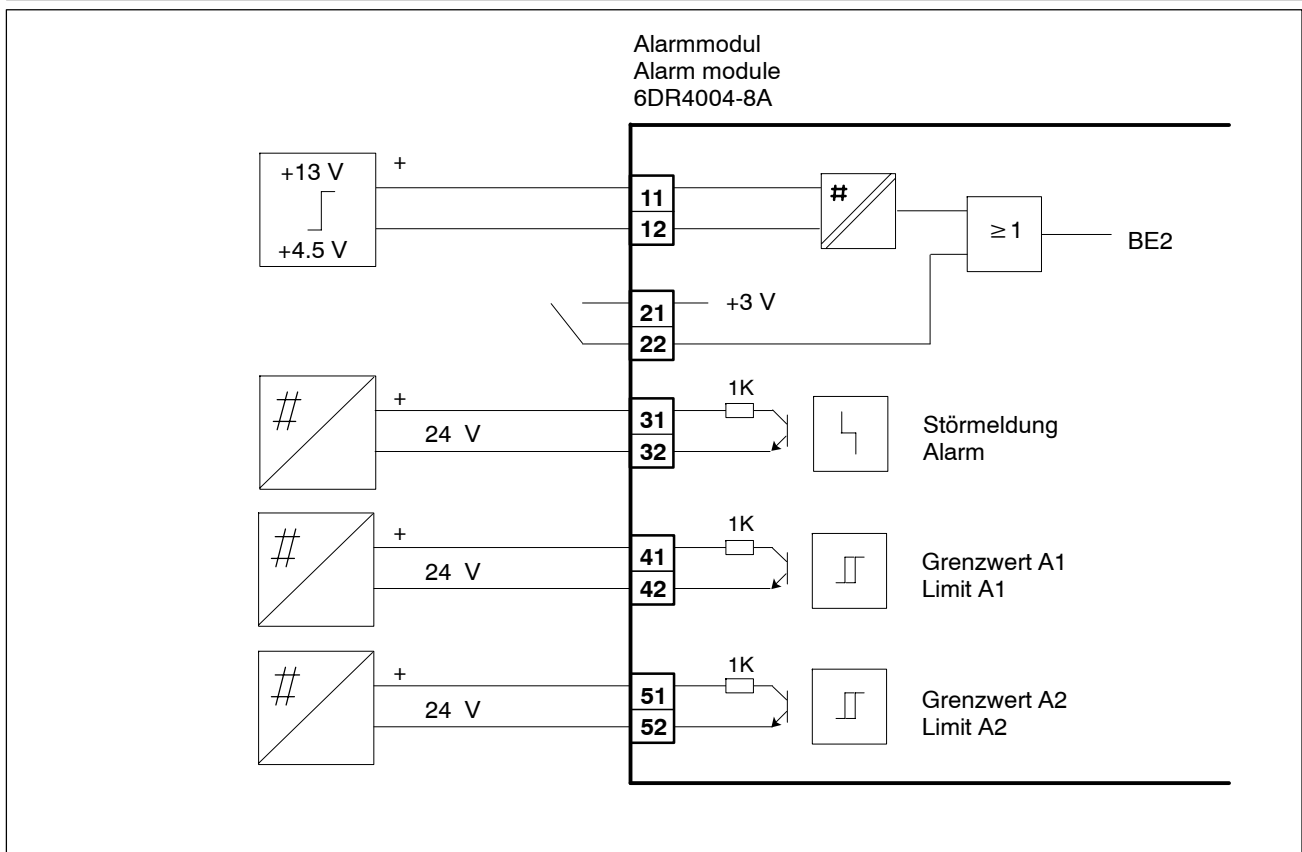 Alarmmodul
Alarm module
6DR4004-8A
+13 V
+4.5 V
+
11
12
#
≥ 1
BE2
21
22
+3 V
#
+
24 V
31
32
1K
Störmeldung
Alarm
#
+
24 V
41
42
1K
Grenzwert A1
Limit A1
#
+
24 V
51
52
1K
Grenzwert A2
Limit A2